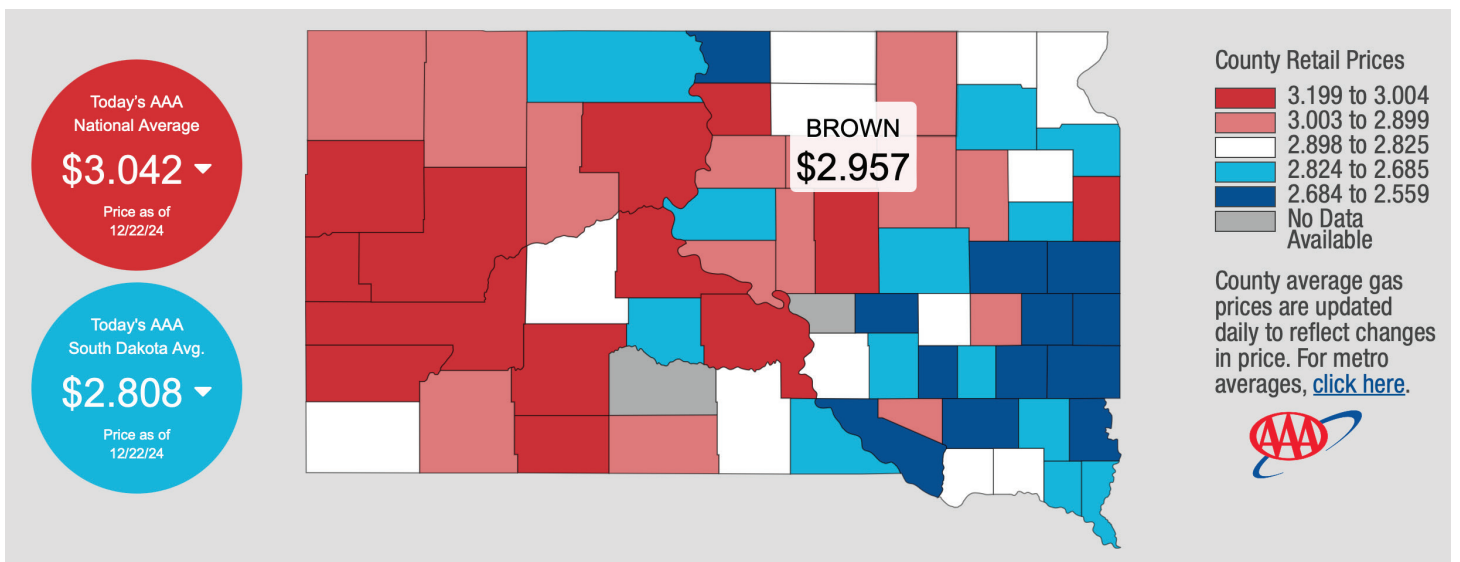 Today's AAA
National Average
$3.042
Price as of
12/22/24
Today's AAA
South Dakota Avg.
$2.808
Price as of
12/22/24
BROWN
$2.957
County Retail Prices
3.199 to 3.004
3.003 to 2.899
2.898 to 2.825
2.824 to 2.685
2.684 to 2.559
No Data
Available
County average gas
prices are updated
daily to reflect changes
in price. For metro
averages, click here.
AAA